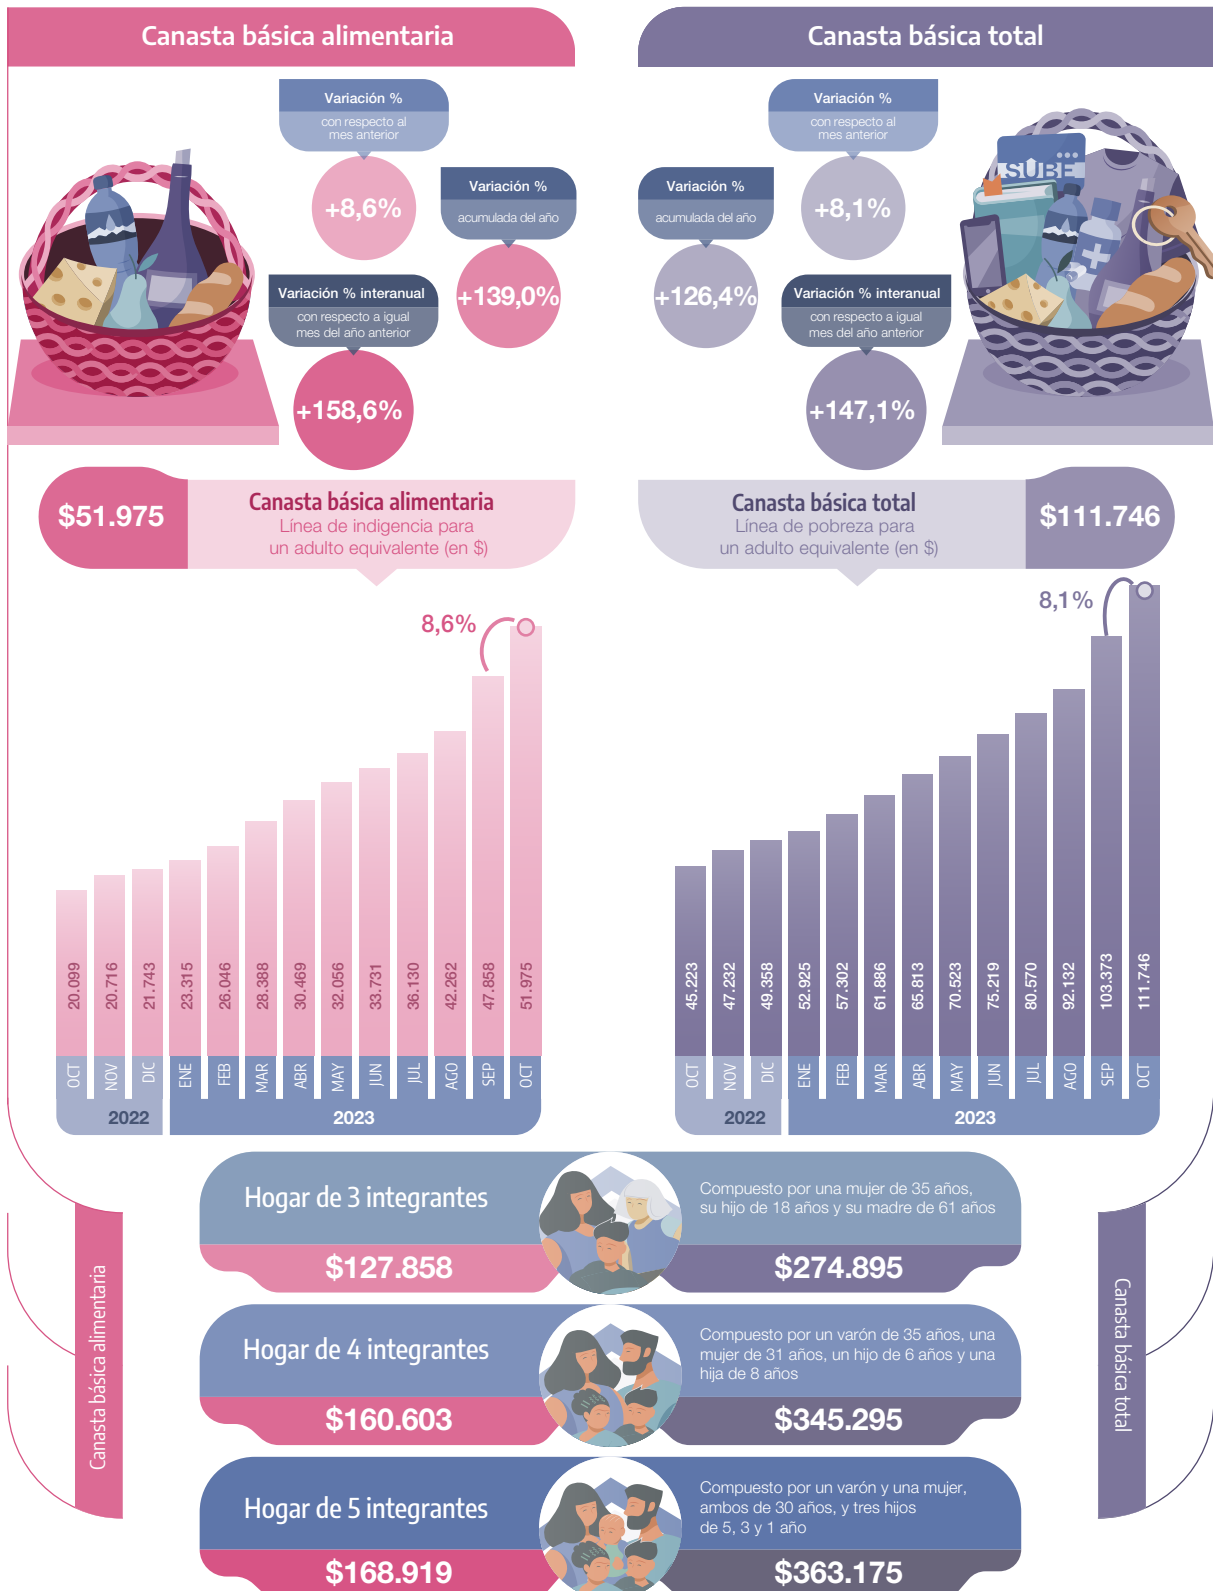 Canasta básica alimentaria
Variación %
con respecto al
mes anterior
+8,6%
Variación %
acumulada del año
+139,0%
Variación % interanual
con respecto a igual
mes del año anterior
+158,6%
$51.975
Canasta básica alimentaria
Línea de indigencia para
un adulto equivalente (en $)
8,6%
20.099
20.716
21.743
23.315
26.046
28.388
30.469
32.056
33.731
36.130
42.262
47.858
51.975
OCT
NOV
DIC
ENE
FEB
MAR
ABR
MAY
JUN
JUL
AGO
SEP
OCT
2022
2023
Canasta básica total
Variación %
con respecto al
mes anterior
+8,1%
Variación %
acumulada del año
+126,4%
Variación % interanual
con respecto a igual
mes del año anterior
+147,1%
SUBE
Canasta básica total
Línea de pobreza para
un adulto equivalente (en $)
$111.746
8,1%
45.223
47.232
49.358
52.925
57.302
61.886
65.813
70.523
75.219
80.570
92.132
103.373
111.746
OCT
NOV
DIC
ENE
FEB
MAR
ABR
MAY
JUN
JUL
AGO
SEP
OCT
2022
2023
Canasta básica alimentaria
Hogar de 3 integrantes
Compuesto por una mujer de 35 años,
su hijo de 18 años y su madre de 61 años
$127.858
$274.895
Hogar de 4 integrantes
Compuesto por un varón de 35 años, una
mujer de 31 años, un hijo de 6 años y una
hija de 8 años
$160.603
$345.295
Hogar de 5 integrantes
Compuesto por un varón y una mujer,
ambos de 30 años, y tres hijos
de 5, 3 y 1 año
$168.919
$363.175
Canasta básica total